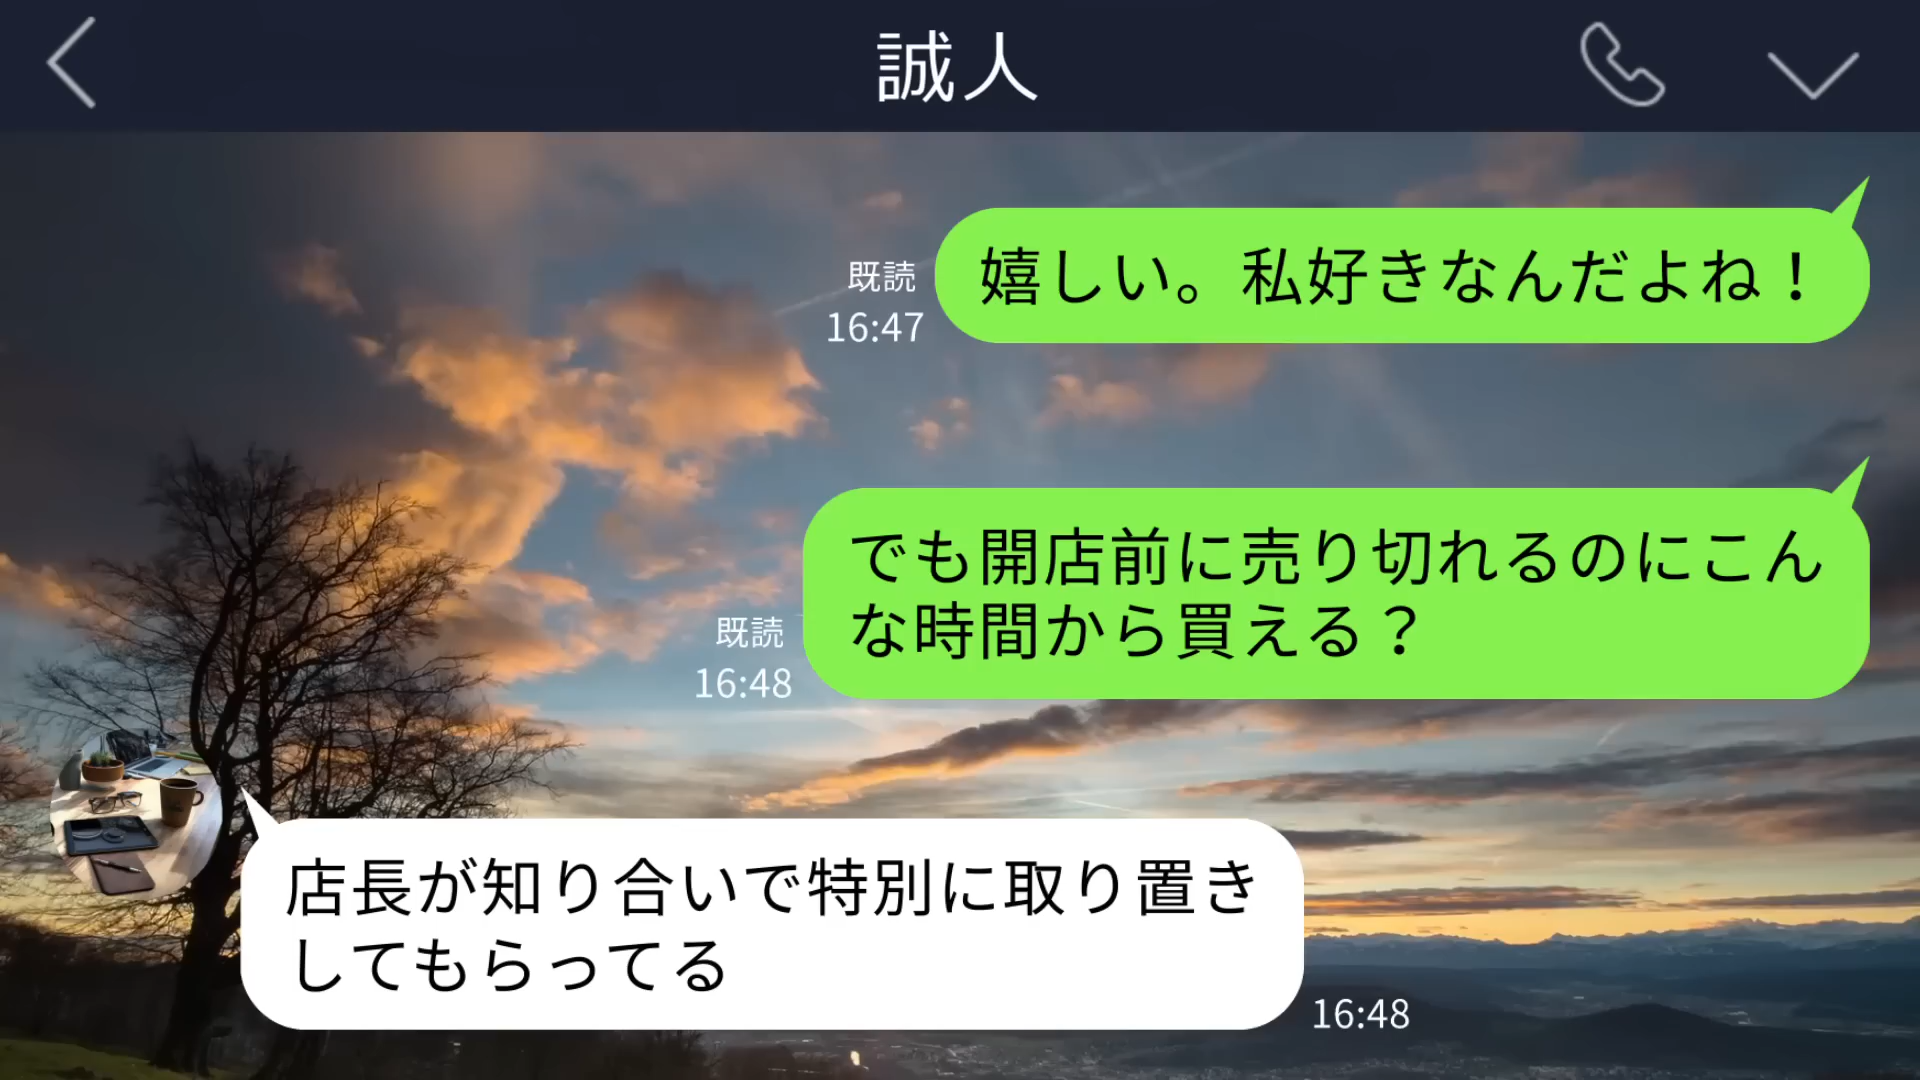 誠人
嬉しい。私好きなんだよね！
既読
16:47
でも開店前に売り切れるのにこん
な時間から買える？
既読
16:48
店長が知り合いで特別に取り置き
してもらってる
16:48